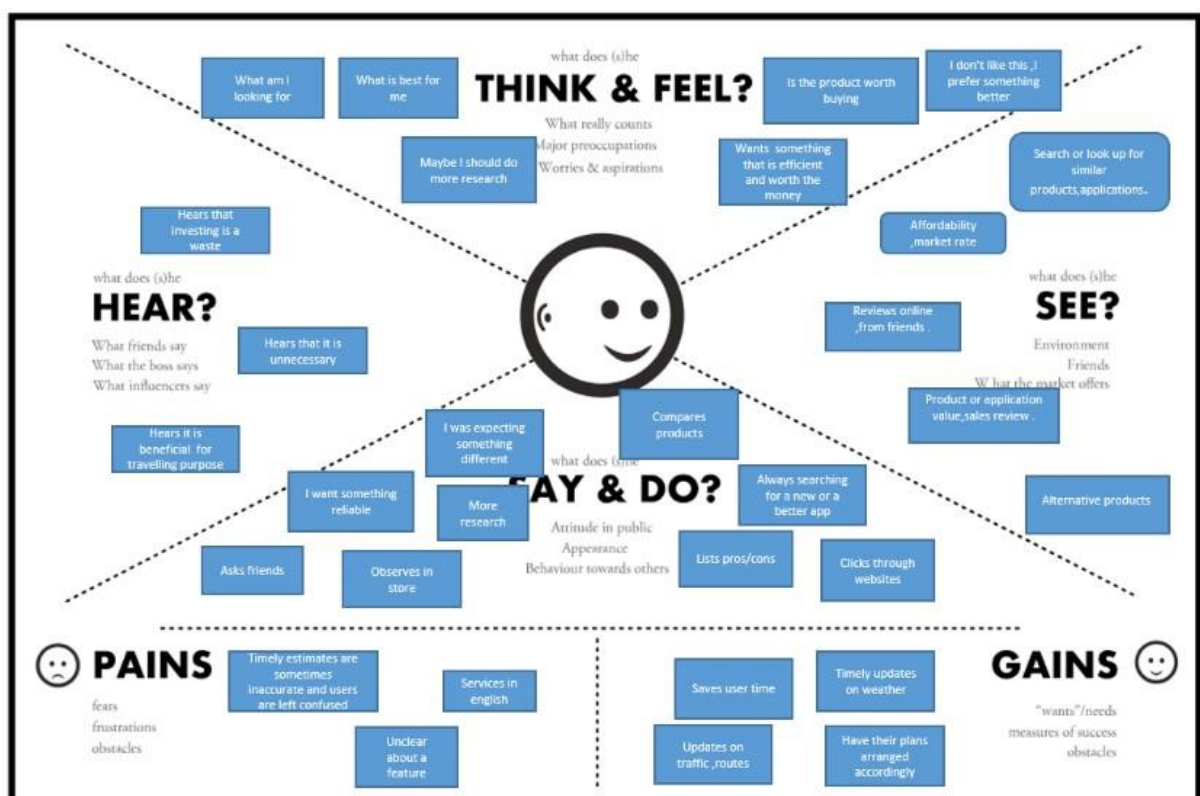 what does (s)he
THINK & FEEL?
What really counts
Major preoccupations
Worries & aspirations
What am I
looking for
What is best for
me
Maybe I should do
more research
Is the product worth
buying
I don't like this ,I
prefer something
better
Wants something
that is efficient
and worth the
money
what does (s)he
HEAR?
What friends say
What the boss says
What influencers say
Hears that
investing is a
waste
Hears that it is
unnecessary
Hears it is
beneficial for
travelling purpose
what does (s)he
SEE?
Environment
Friends
W hat the market offers
Search or look up for
similar
products,applications.
Affordability
,market rate
Reviews online
,from friends .
Product or application
value,sales review .
Alternative products
what does (s)he
SAY & DO?
Attitude in public
Appearance
Behaviour towards others
I was expecting
something
different
Compares
products
I want something
reliable
More
research
Always searching
for a new or a
better app
Asks friends
Observes in
store
Lists pros/cons
Clicks through
websites
PAINS
fears
frustrations
obstacles
Timely estimates are
sometimes
inaccurate and users
are left confused
Services in
english
Unclear
about a
feature
GAINS
"wants"/needs
measures of success
obstacles
Saves user time
Timely updates
on weather
Updates on
traffic ,routes
Have their plans
arranged
accordingly